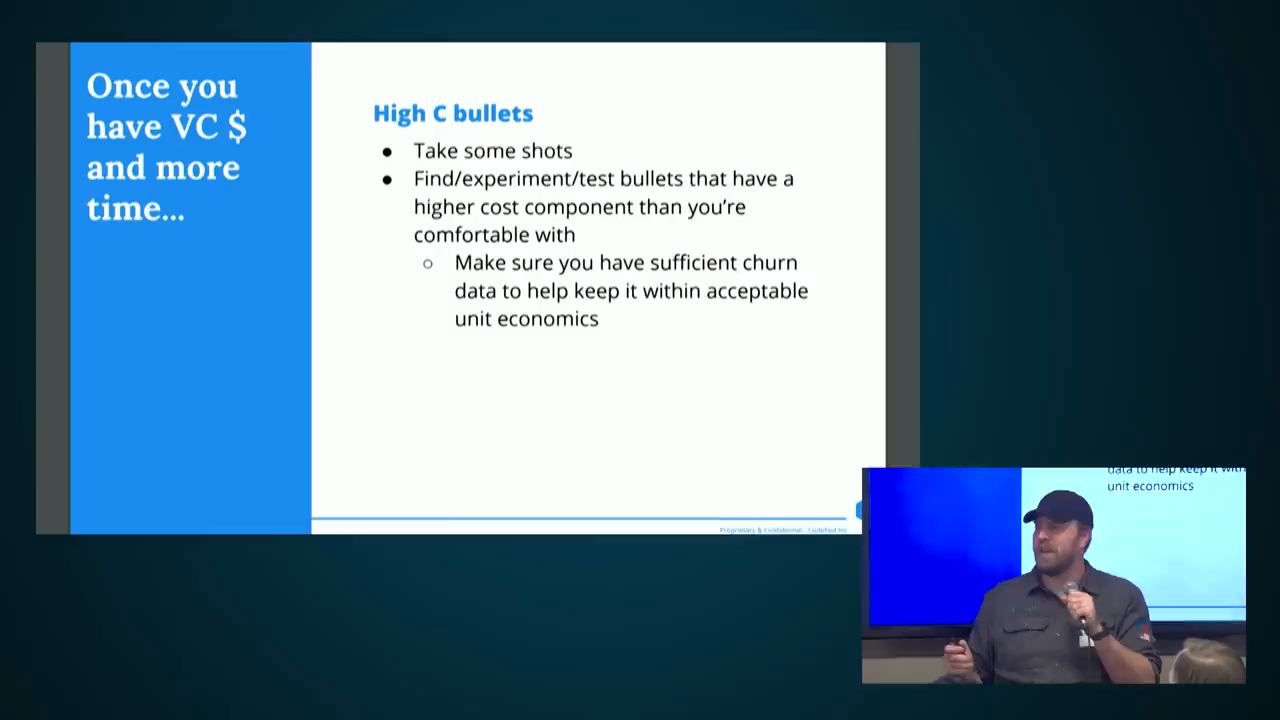 Once you
have VC $
and more
time...
High C bullets
● Take some shots
● Find/experiment/test bullets that have a
higher cost component than you’re
comfortable with
○ Make sure you have sufficient churn
data to help keep it within acceptable
unit economics
Proprietary & Confidential - Codefied Inc
data to help keep it with
unit economics